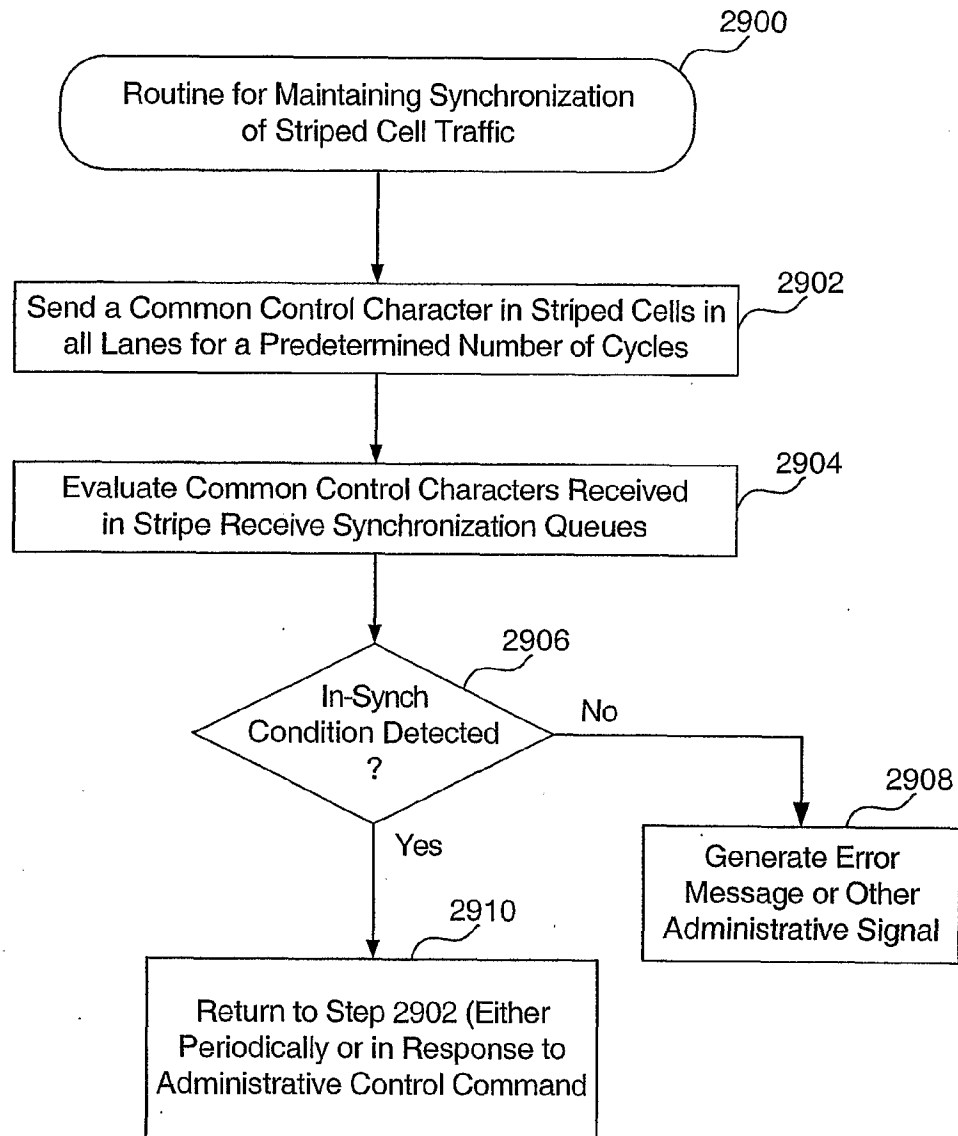 2900
Routine for Maintaining Synchronization
of Striped Cell Traffic
2902
Send a Common Control Character in Striped Cells in
all Lanes for a Predetermined Number of Cycles
2904
Evaluate Common Control Characters Received
in Stripe Receive Synchronization Queues
2906
In-Synch
Condition Detected
?
No
2908
Generate Error
Message or Other
Administrative Signal
Yes
2910
Return to Step 2902 (Either
Periodically or in Response to
Administrative Control Command